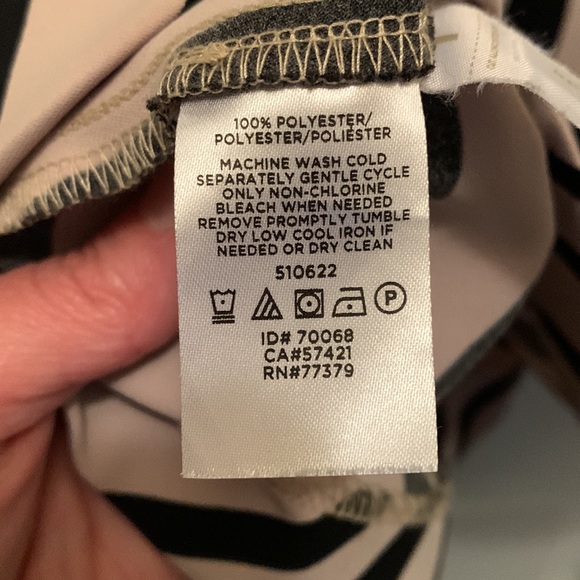 100% POLYESTER/
POLYESTER/POLIESTER
MACHINE WASH COLD
SEPARATELY GENTLE CYCLE
ONLY NON-CHLORINE
BLEACH WHEN NEEDED
REMOVE PROMPTLY TUMBLE
DRY LOW COOL IRON IF
NEEDED OR DRY CLEAN
510622
P
ID# 70068
CA#57421
RN#77379